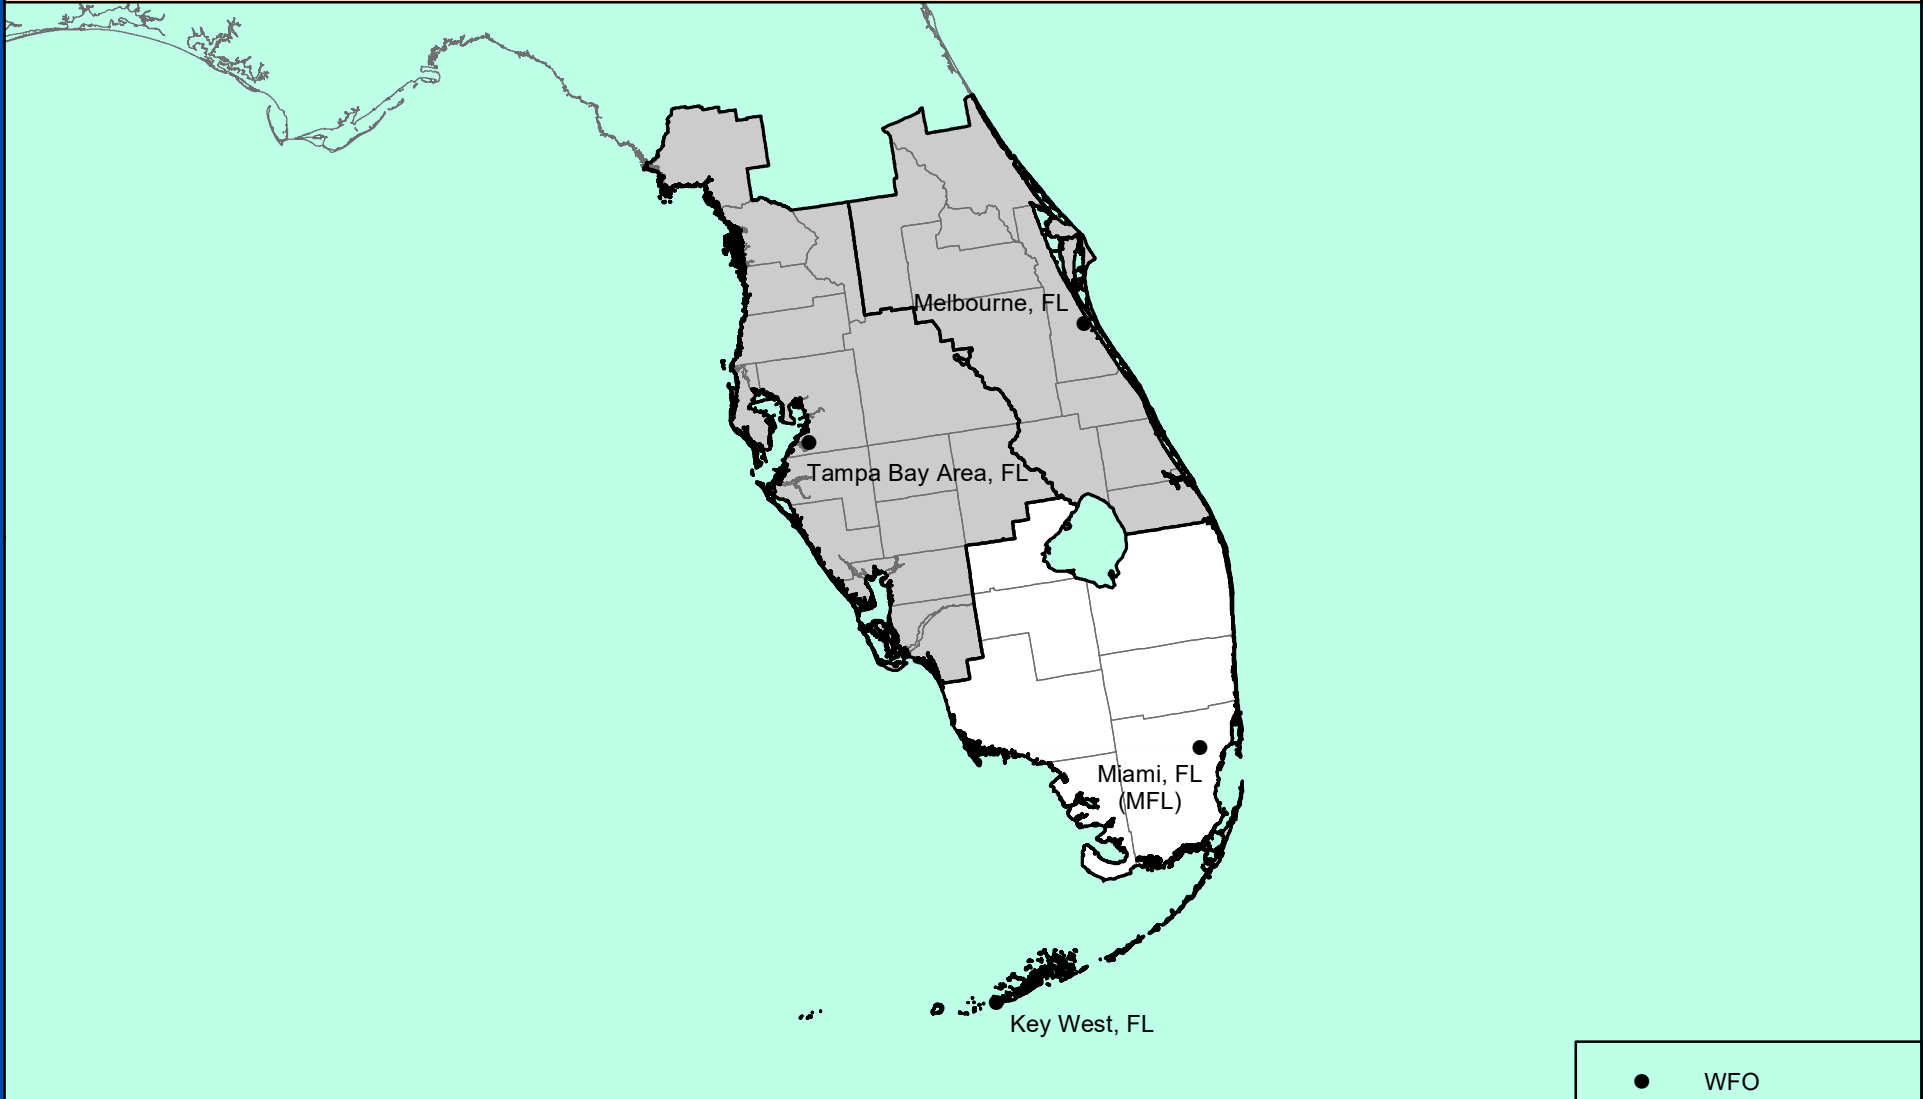 Melbourne, FL
Tampa Bay Area, FL
Miami, FL
(MFL)
Key West, FL
WFO